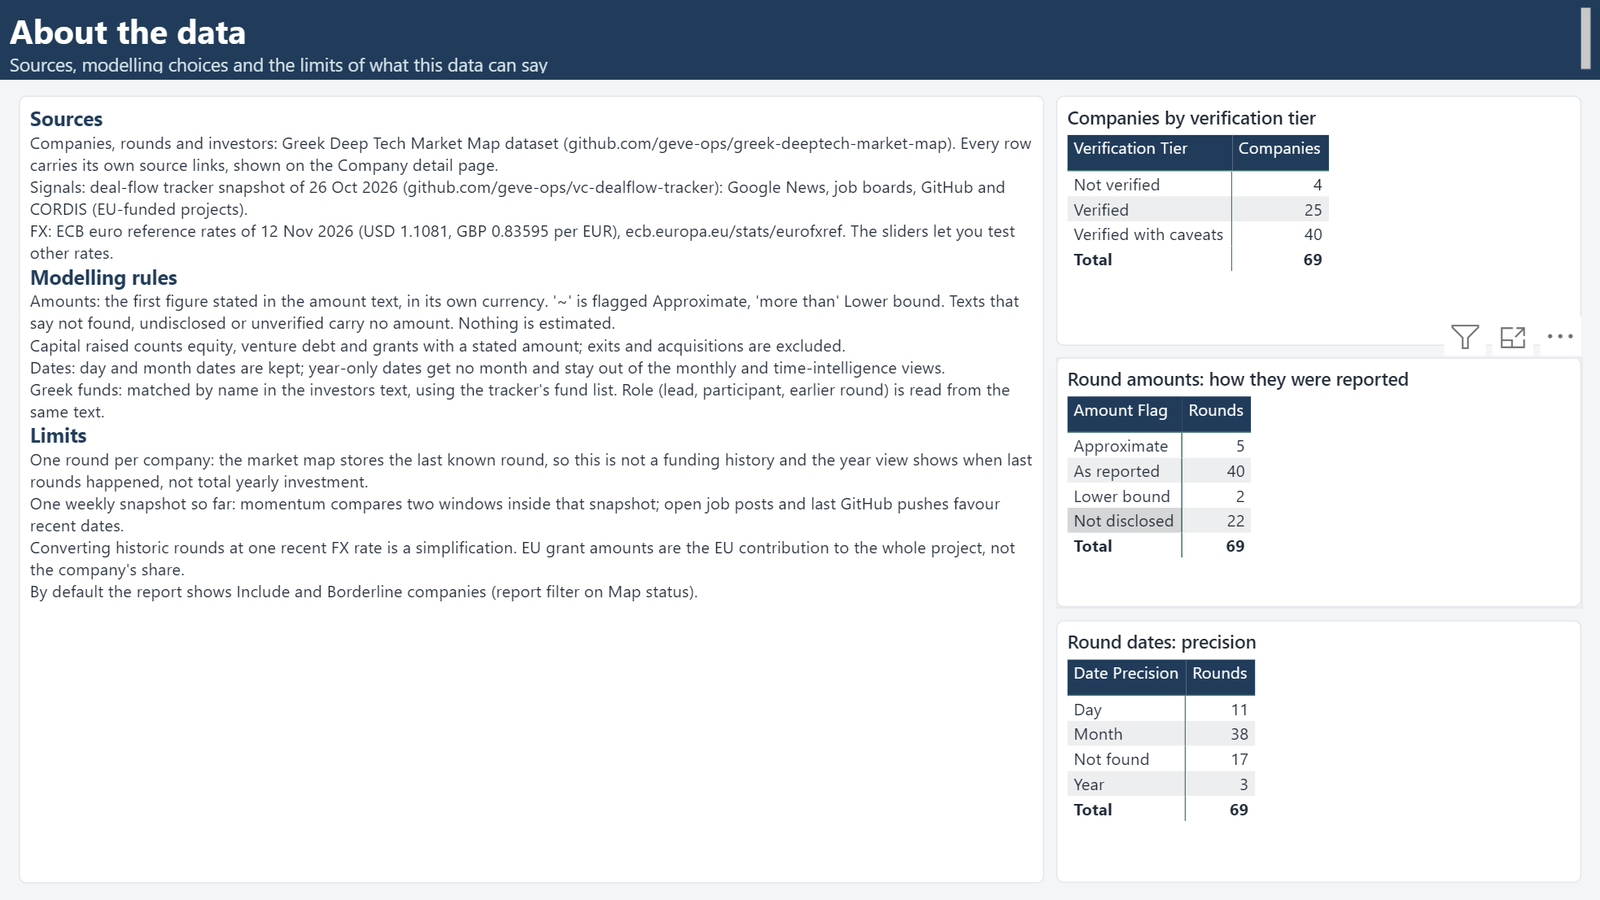 About the data
Sources, modelling choices and the limits of what this data can say
Sources
Companies, rounds and investors: Greek Deep Tech Market Map dataset (github.com/geve-ops/greek-deeptech-market-map). Every row
carries its own source links, shown on the Company detail page.
Signals: deal-flow tracker snapshot of 26 Oct 2026 (github.com/geve-ops/vc-dealflow-tracker): Google News, job boards, GitHub and
CORDIS (EU-funded projects).
FX: ECB euro reference rates of 12 Nov 2026 (USD 1.1081, GBP 0.83595 per EUR), ecb.europa.eu/stats/eurofxref. The sliders let you test
other rates.
Modelling rules
Amounts: the first figure stated in the amount text, in its own currency. '~' is flagged Approximate, 'more than' Lower bound. Texts that
say not found, undisclosed or unverified carry no amount. Nothing is estimated.
Capital raised counts equity, venture debt and grants with a stated amount; exits and acquisitions are excluded.
Dates: day and month dates are kept; year-only dates get no month and stay out of the monthly and time-intelligence views.
Greek funds: matched by name in the investors text, using the tracker's fund list. Role (lead, participant, earlier round) is read from the
same text.
Limits
One round per company: the market map stores the last known round, so this is not a funding history and the year view shows when last
rounds happened, not total yearly investment.
One weekly snapshot so far: momentum compares two windows inside that snapshot; open job posts and last GitHub pushes favour
recent dates.
Converting historic rounds at one recent FX rate is a simplification. EU grant amounts are the EU contribution to the whole project, not
the company's share.
By default the report shows Include and Borderline companies (report filter on Map status).
Companies by verification tier
Verification Tier Companies
Not verified 4
Verified 25
Verified with caveats 40
Total 69
Round amounts: how they were reported
Amount Flag Rounds
Approximate 5
As reported 40
Lower bound 2
Not disclosed 22
Total 69
Round dates: precision
Date Precision Rounds
Day 11
Month 38
Not found 17
Year 3
Total 69